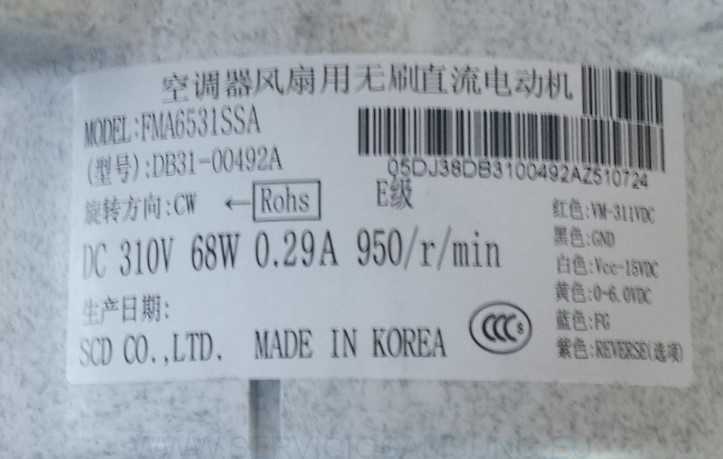 空调器风扇用无刷直流电动机
MODEL:FMA6531SSA
(型号):DB31-00492A
05DJ38DB3100492AZ510724
旋转方向:CW ← Rohs E级
DC 310V 68W 0.29A 950/r/min
生产日期:
SCD CO.,LTD. MADE IN KOREA
CCC S
红色:VM-311VDC
黑色:GND
白色:Vcc-15VDC
黄色:0-6.0VDC
蓝色:FG
紫色:REVERSE(选项)